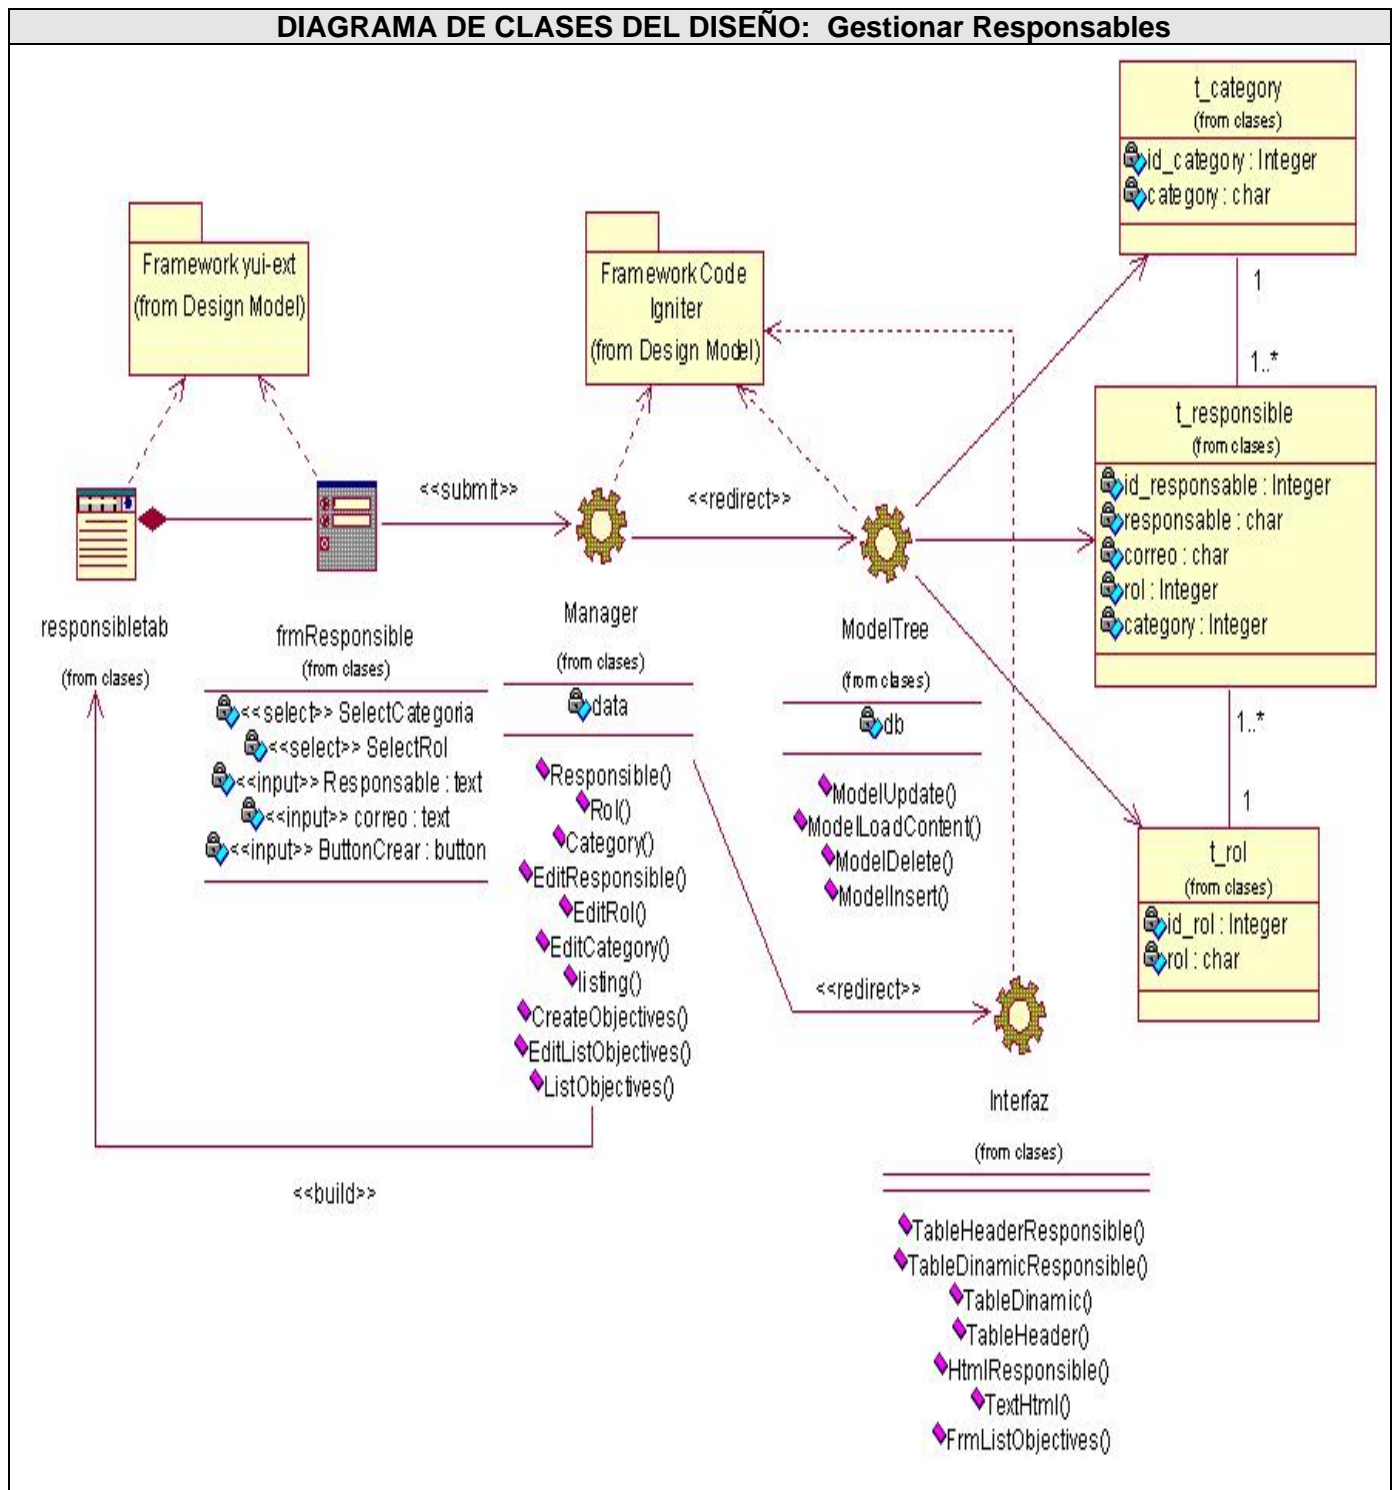 DIAGRAMA DE CLASES DEL DISEÑO: Gestionar Responsables
t_category
(from clases)
id_category : Integer
category : char
Framework yui-ext
(from Design Model)
Framework Code
Igniter
(from Design Model)
1
1..*
t_responsible
(from clases)
id_responsable : Integer
responsable : char
correo : char
rol : Integer
category : Integer
<<submit>>
<<redirect>>
responsibletab
(from clases)
frmResponsible
(from clases)
<<select>> SelectCategoria
<<select>> SelectRol
<<input>> Responsable : text
<<input>> correo : text
<<input>> ButtonCrear : button
Manager
(from clases)
data
Responsible()
Rol()
Category()
EditResponsible()
EditRol()
EditCategory()
listing()
CreateObjectives()
EditListObjectives()
ListObjectives()
ModelTree
(from clases)
db
ModelUpdate()
ModelLoadContent()
ModelDelete()
ModelInsert()
1..*
1
t_rol
(from clases)
id_rol : Integer
rol : char
<<redirect>>
Interfaz
(from clases)
<<build>>
TableHeaderResponsible()
TableDinamicResponsible()
TableDinamic()
TableHeader()
HtmlResponsible()
TextHtml()
FrmListObjectives()